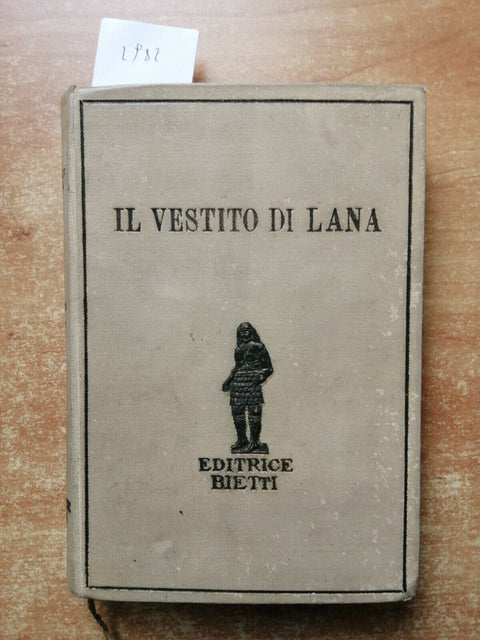 2982
IL VESTITO DI LANA
EDITRICE
BIETTI